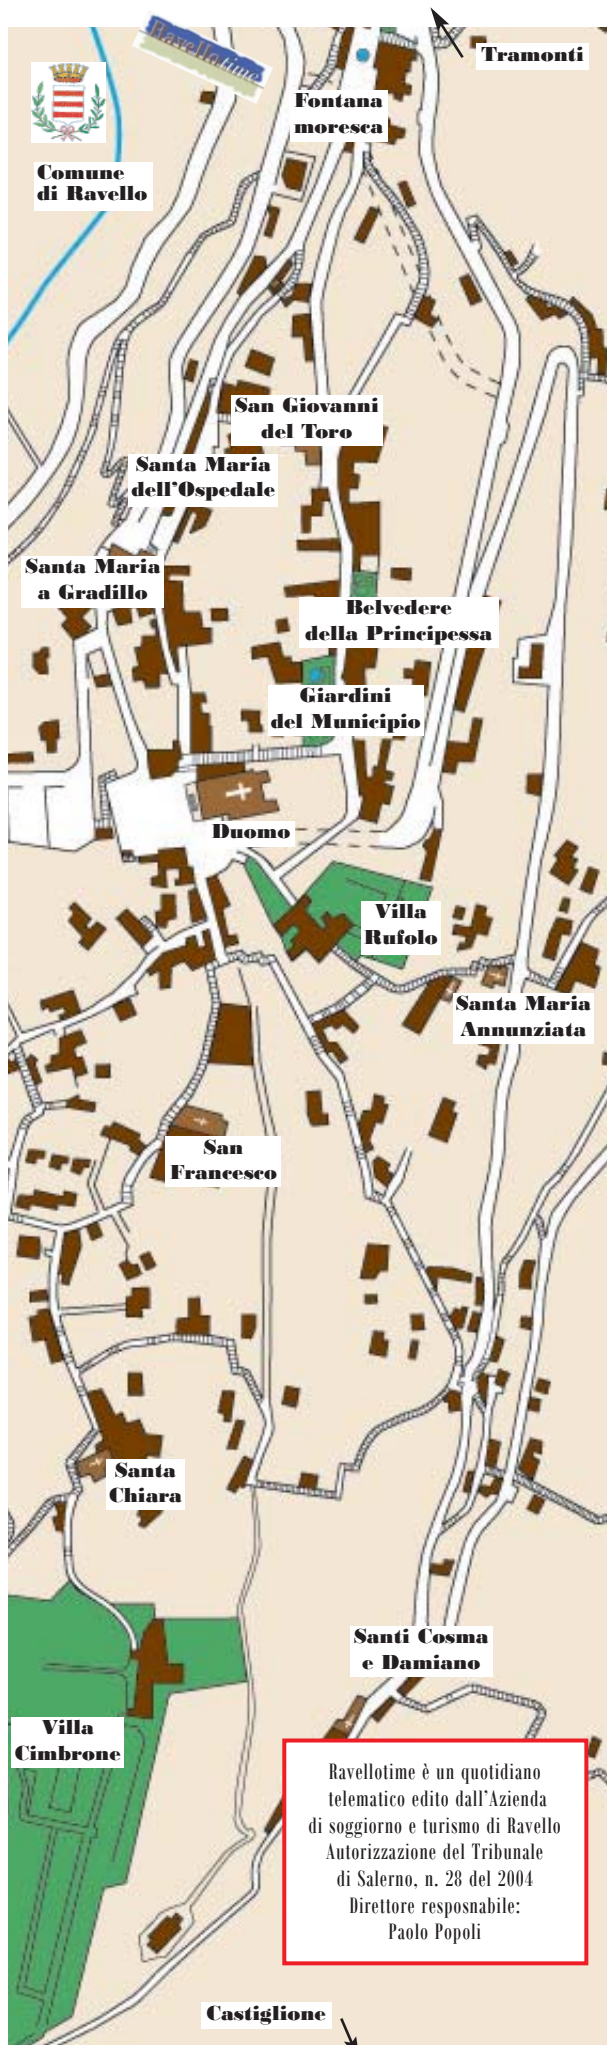 Ravellotime
Tramonti
Fontana
moresca
Comune
di Ravello
San Giovanni
del Toro
Santa Maria
dell'Ospedale
Santa Maria
a Gradillo
Belvedere
della Principessa
Giardini
del Municipio
Duomo
Villa
Rufolo
Santa Maria
Annunziata
San
Francesco
Santa
Chiara
Santi Cosma
e Damiano
Villa
Cimbrone
Ravellotime è un quotidiano
telematico edito dall'Azienda
di soggiorno e turismo di Ravello
Autorizzazione del Tribunale
di Salerno, n. 28 del 2004
Direttore resposnabile:
Paolo Popoli
Castiglione